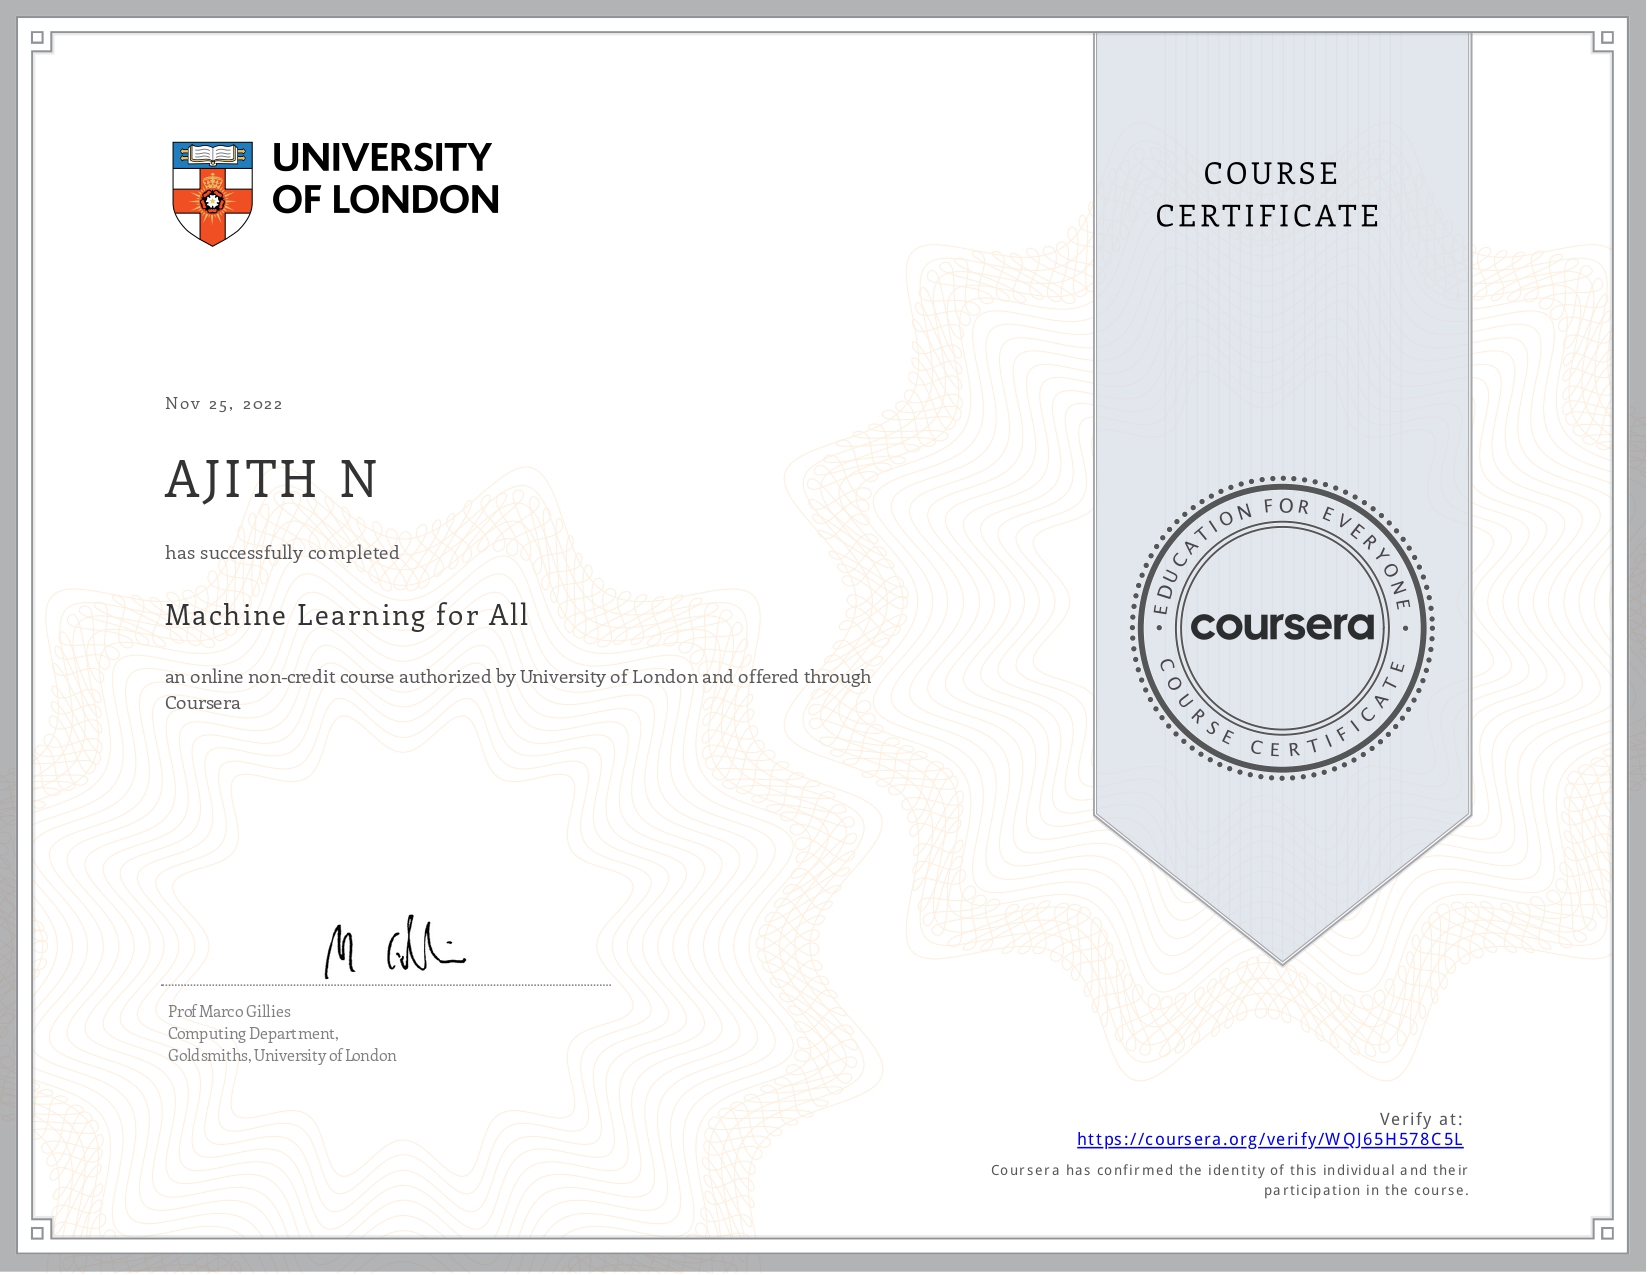 UNIVERSITY
OF LONDON
COURSE
CERTIFICATE
Nov 25, 2022
AJITH N
has successfully completed
Machine Learning for All
an online non-credit course authorized by University of London and offered through
Coursera
EDUCATION FOR EVERYONE
coursera
COURSE CERTIFICATE
M Gillies
Prof Marco Gillies
Computing Department,
Goldsmiths, University of London
Verify at:
https://coursera.org/verify/WQJ65H578C5L
Coursera has confirmed the identity of this individual and their
participation in the course.